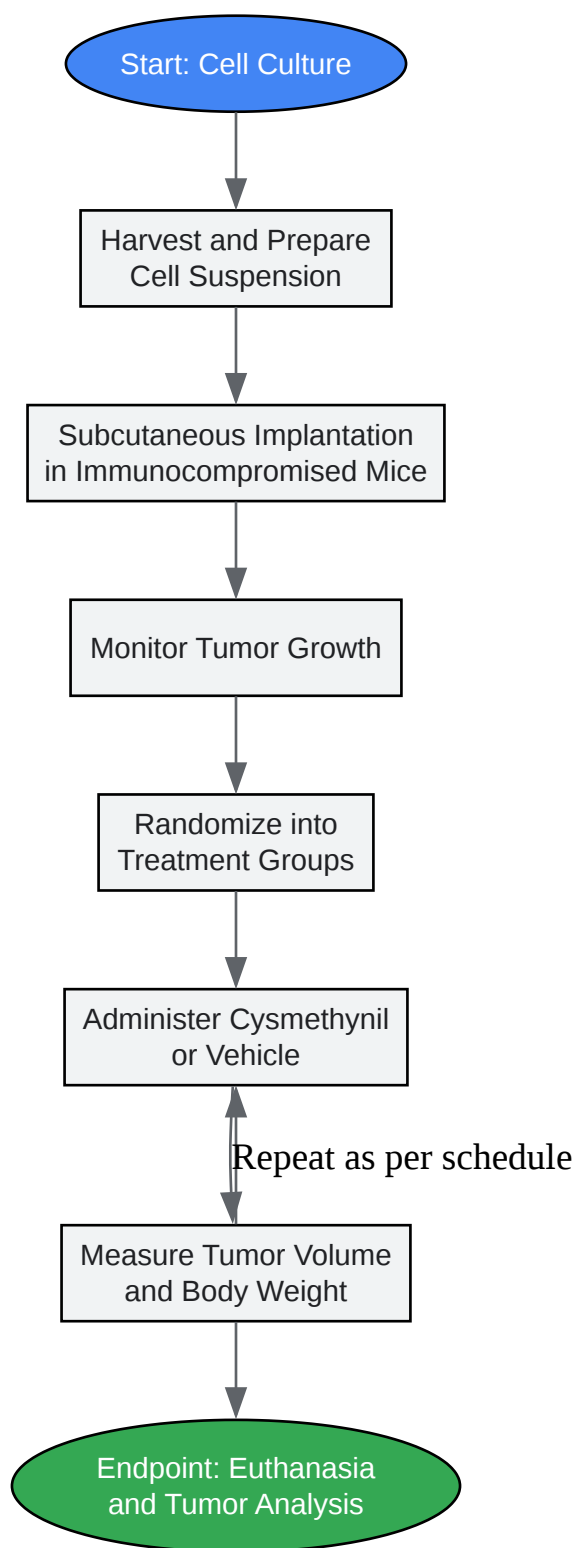 Start: Cell Culture
Harvest and Prepare
Cell Suspension
Subcutaneous Implantation
in Immunocompromised Mice
Monitor Tumor Growth
Randomize into
Treatment Groups
Administer Cysmethynil
or Vehicle
Repeat as per schedule
Measure Tumor Volume
and Body Weight
Endpoint: Euthanasia
and Tumor Analysis